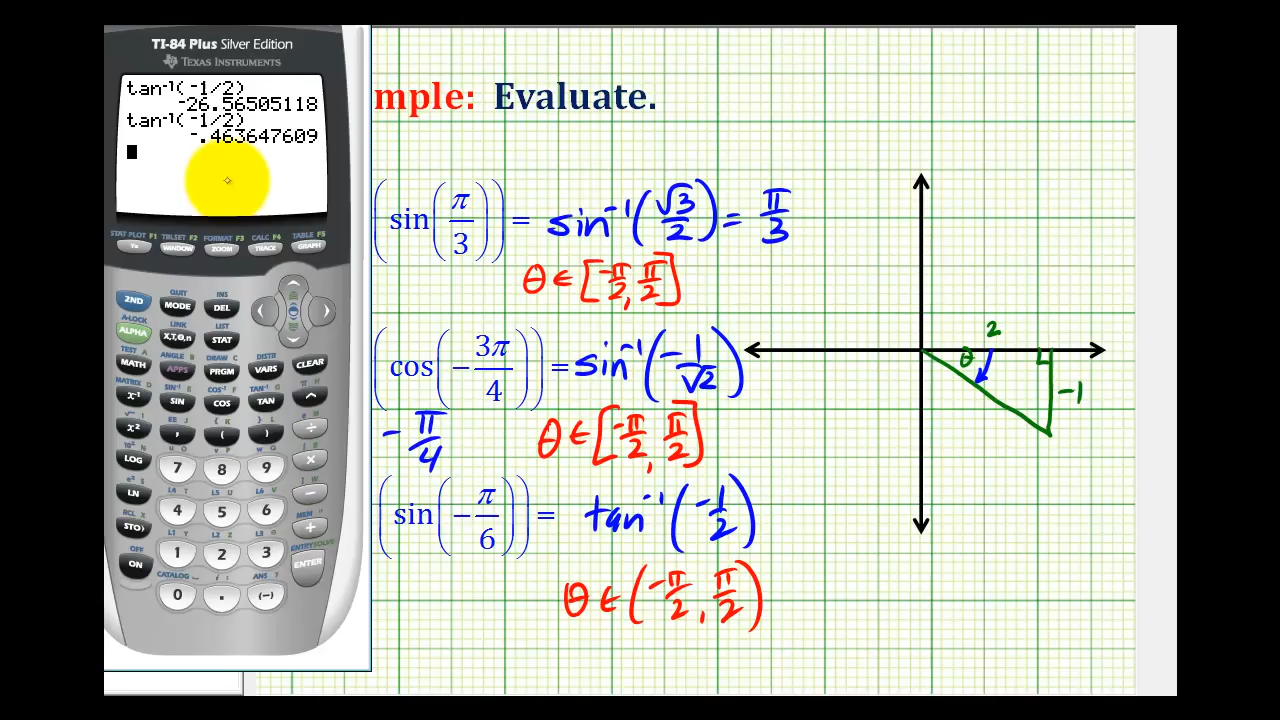 TI-84 Plus Silver Edition
TEXAS INSTRUMENTS
tan⁻¹(-1/2)
-26.56505118
tan⁻¹(-1/2)
-.463647609
mple: Evaluate.
(sin(π/3)) = sin⁻¹(√3/2) = π/3
θ ∈ [-π/2, π/2]
(cos(-3π/4)) = sin⁻¹(-1/√2)
-π/4 θ ∈ [-π/2, π/2]
(sin(-π/6)) = tan⁻¹(-1/2)
θ ∈ (-π/2, π/2)
2
θ
-1
STAT PLOT F1 TBLSET F2 FORMAT F3 CALC F4 TABLE F5
Y= WINDOW ZOOM TRACE GRAPH
QUIT INS
2ND MODE DEL
A-LOCK LINK LIST
ALPHA X,T,Θ,n STAT
TEST A ANGLE B DRAW C DISTR
MATH APPS PRGM VARS CLEAR
MATRIX D SIN⁻¹ E COS⁻¹ F TAN⁻¹ G π H
x⁻¹ SIN COS TAN ^
x² , ( ) ÷
LOG 7 8 9 ×
LN 4 5 6 −
RCL X L1 Y L2 Z L3 θ MEM "
STO› 1 2 3 +
OFF CATALOG i : ANS ? ENTRY SOLVE
ON 0 . (−) ENTER